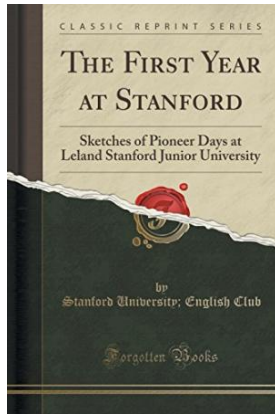 CLASSIC REPRINT SERIES
THE FIRST YEAR
AT STANFORD
Sketches of Pioneer Days at
Leland Stanford Junior University
by
Stanford University; English Club
Forgotten Books